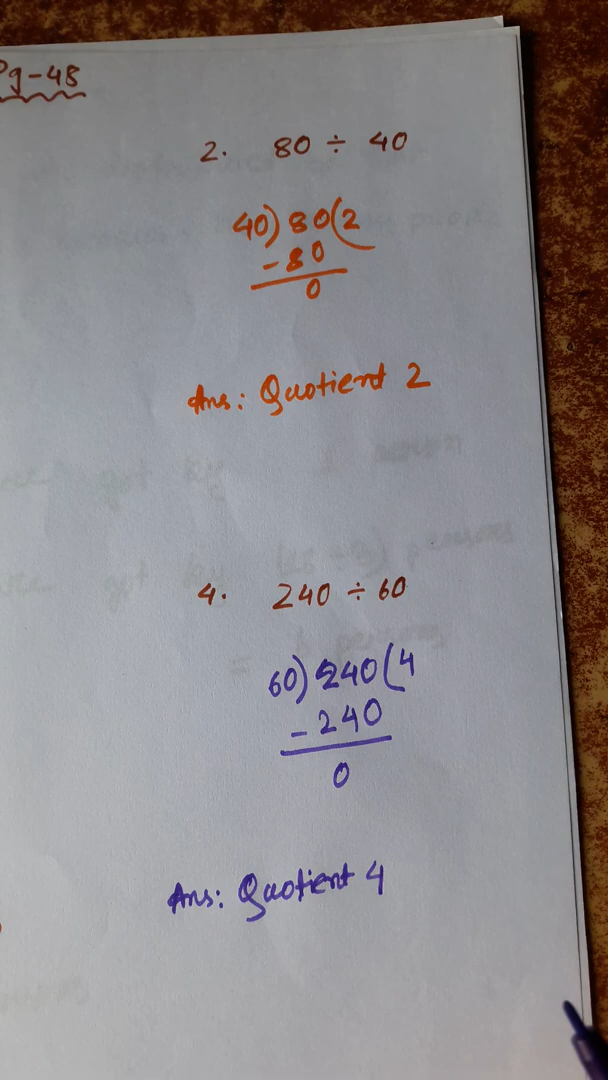 Pg-48
2. 80 ÷ 40
40) 80 (2
-80
0
Ans: Quotient 2
4. 240 ÷ 60
60) 240 (4
- 240
0
Ans: Quotient 4